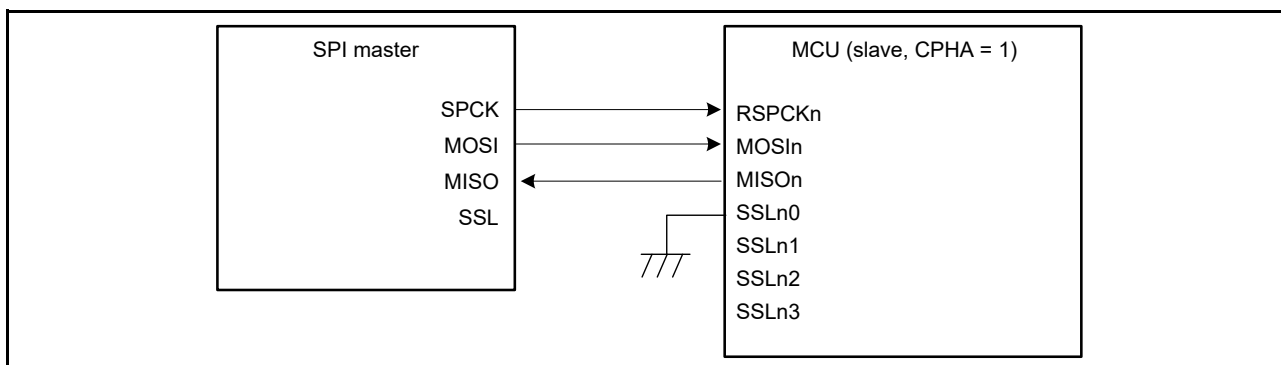 SPI master
SPCK
MOSI
MISO
SSL
MCU (slave, CPHA = 1)
RSPCKn
MOSIn
MISOn
SSLn0
SSLn1
SSLn2
SSLn3